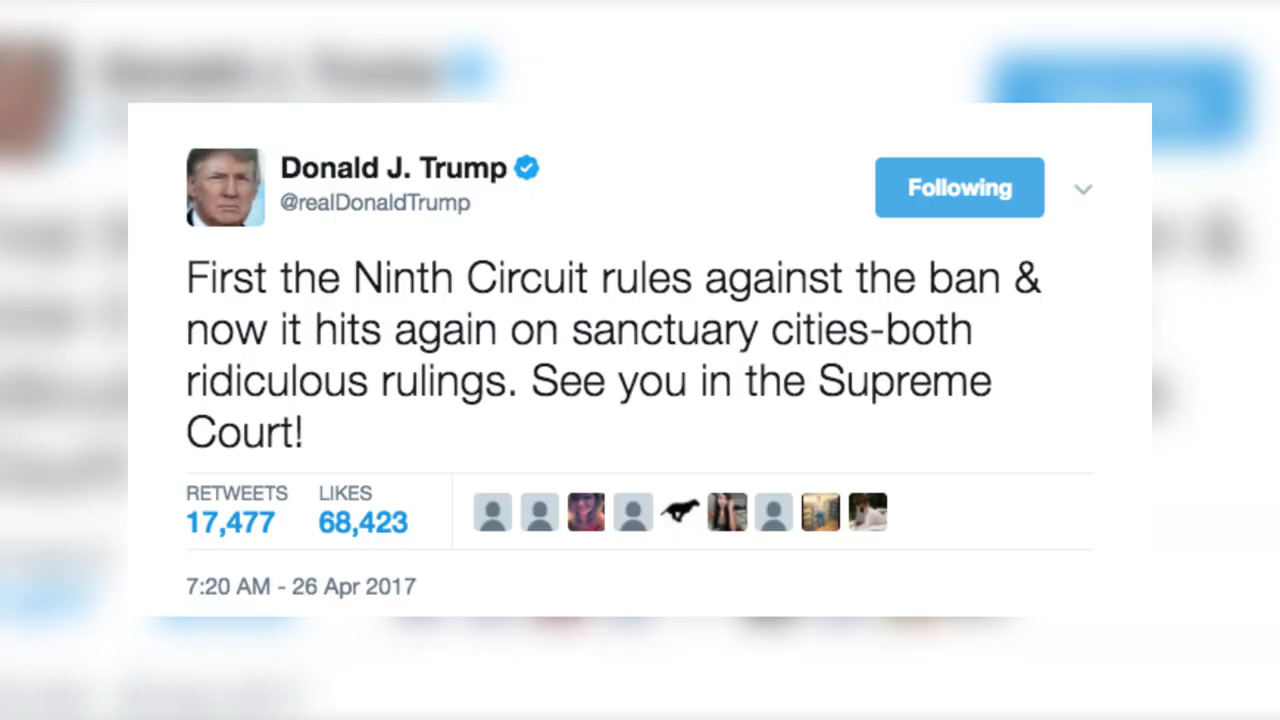 Donald J. Trump
@realDonaldTrump
Following
First the Ninth Circuit rules against the ban &
now it hits again on sanctuary cities-both
ridiculous rulings. See you in the Supreme
Court!
RETWEETS LIKES
17,477 68,423
7:20 AM - 26 Apr 2017